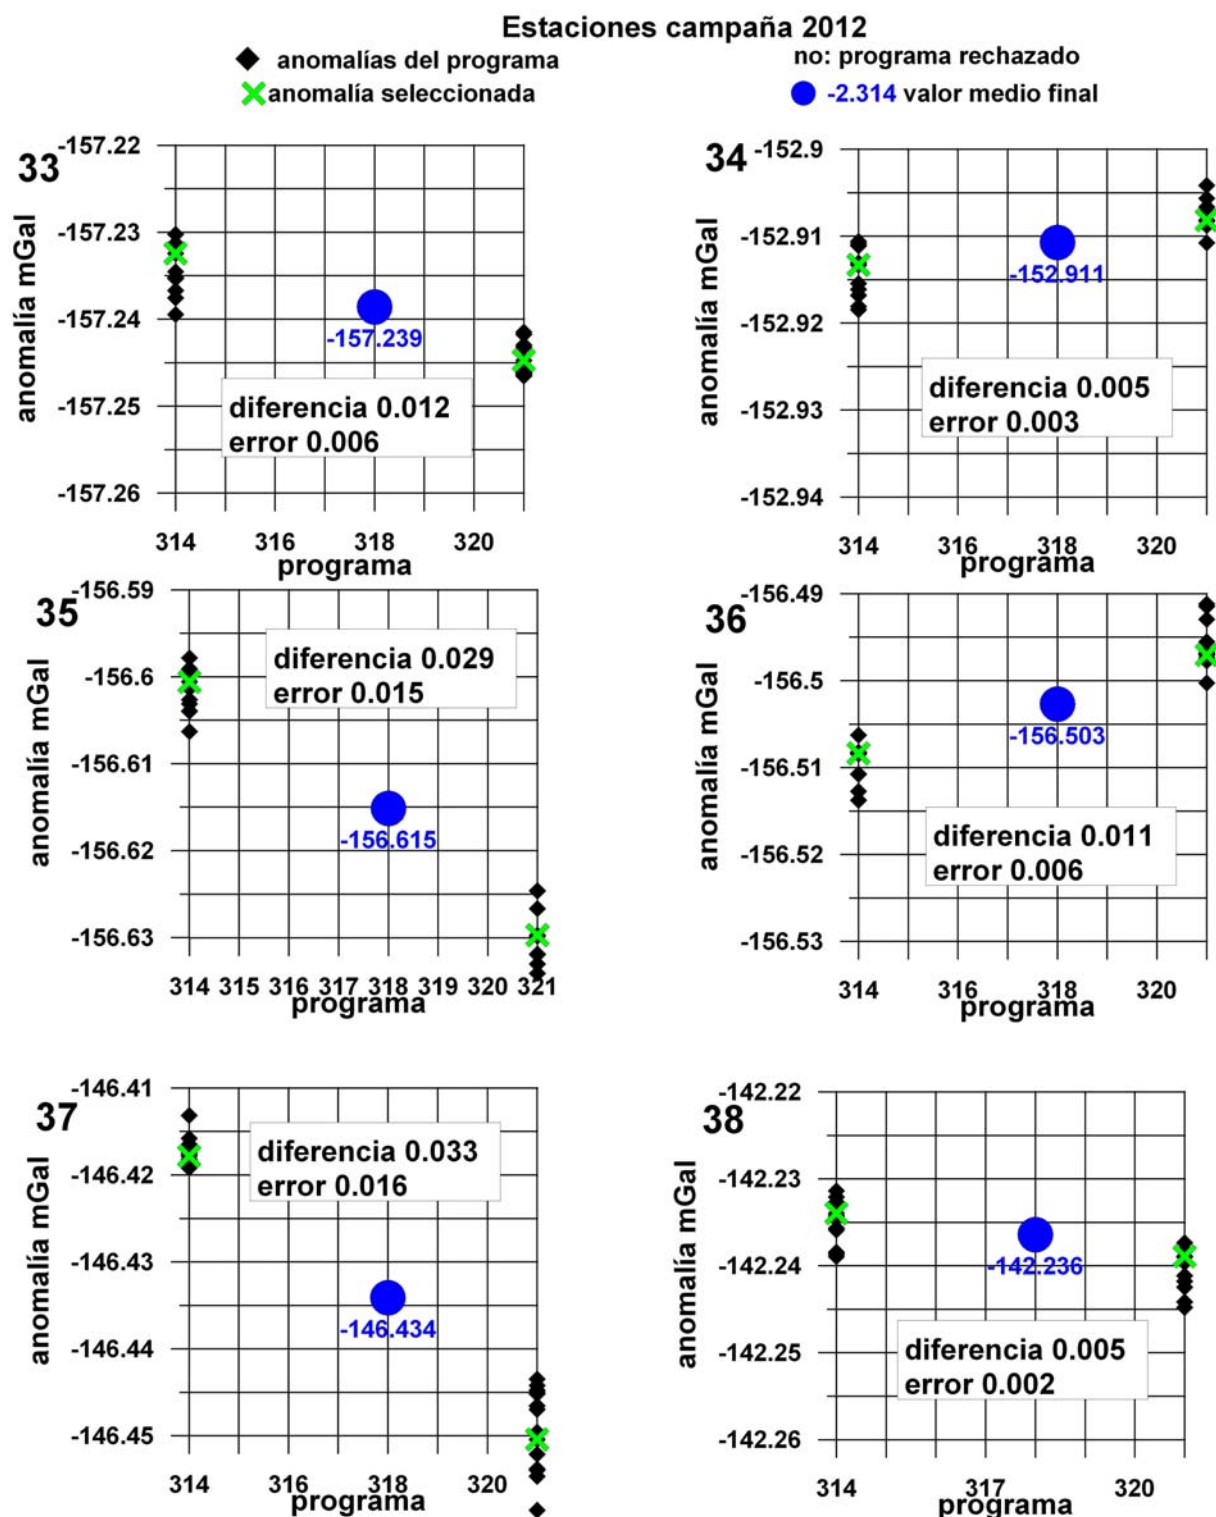 Estaciones campaña 2012
anomalías del programa
no: programa rechazado
anomalía seleccionada
-2.314 valor medio final
33
anomalía mGal
-157.22
-157.23
-157.24
-157.25
-157.26
-157.239
diferencia 0.012
error 0.006
314 316 318 320
programa
34
anomalía mGal
-152.9
-152.91
-152.92
-152.93
-152.94
-152.911
diferencia 0.005
error 0.003
314 316 318 320
programa
35
anomalía mGal
-156.59
-156.6
-156.61
-156.62
-156.63
diferencia 0.029
error 0.015
-156.615
314 315 316 317 318 319 320 321
programa
36
anomalía mGal
-156.49
-156.5
-156.51
-156.52
-156.53
-156.503
diferencia 0.011
error 0.006
314 316 318 320
programa
37
anomalía mGal
-146.41
-146.42
-146.43
-146.44
-146.45
diferencia 0.033
error 0.016
-146.434
314 316 318 320
programa
38
anomalía mGal
-142.22
-142.23
-142.24
-142.25
-142.26
-142.236
diferencia 0.005
error 0.002
314 317 320
programa